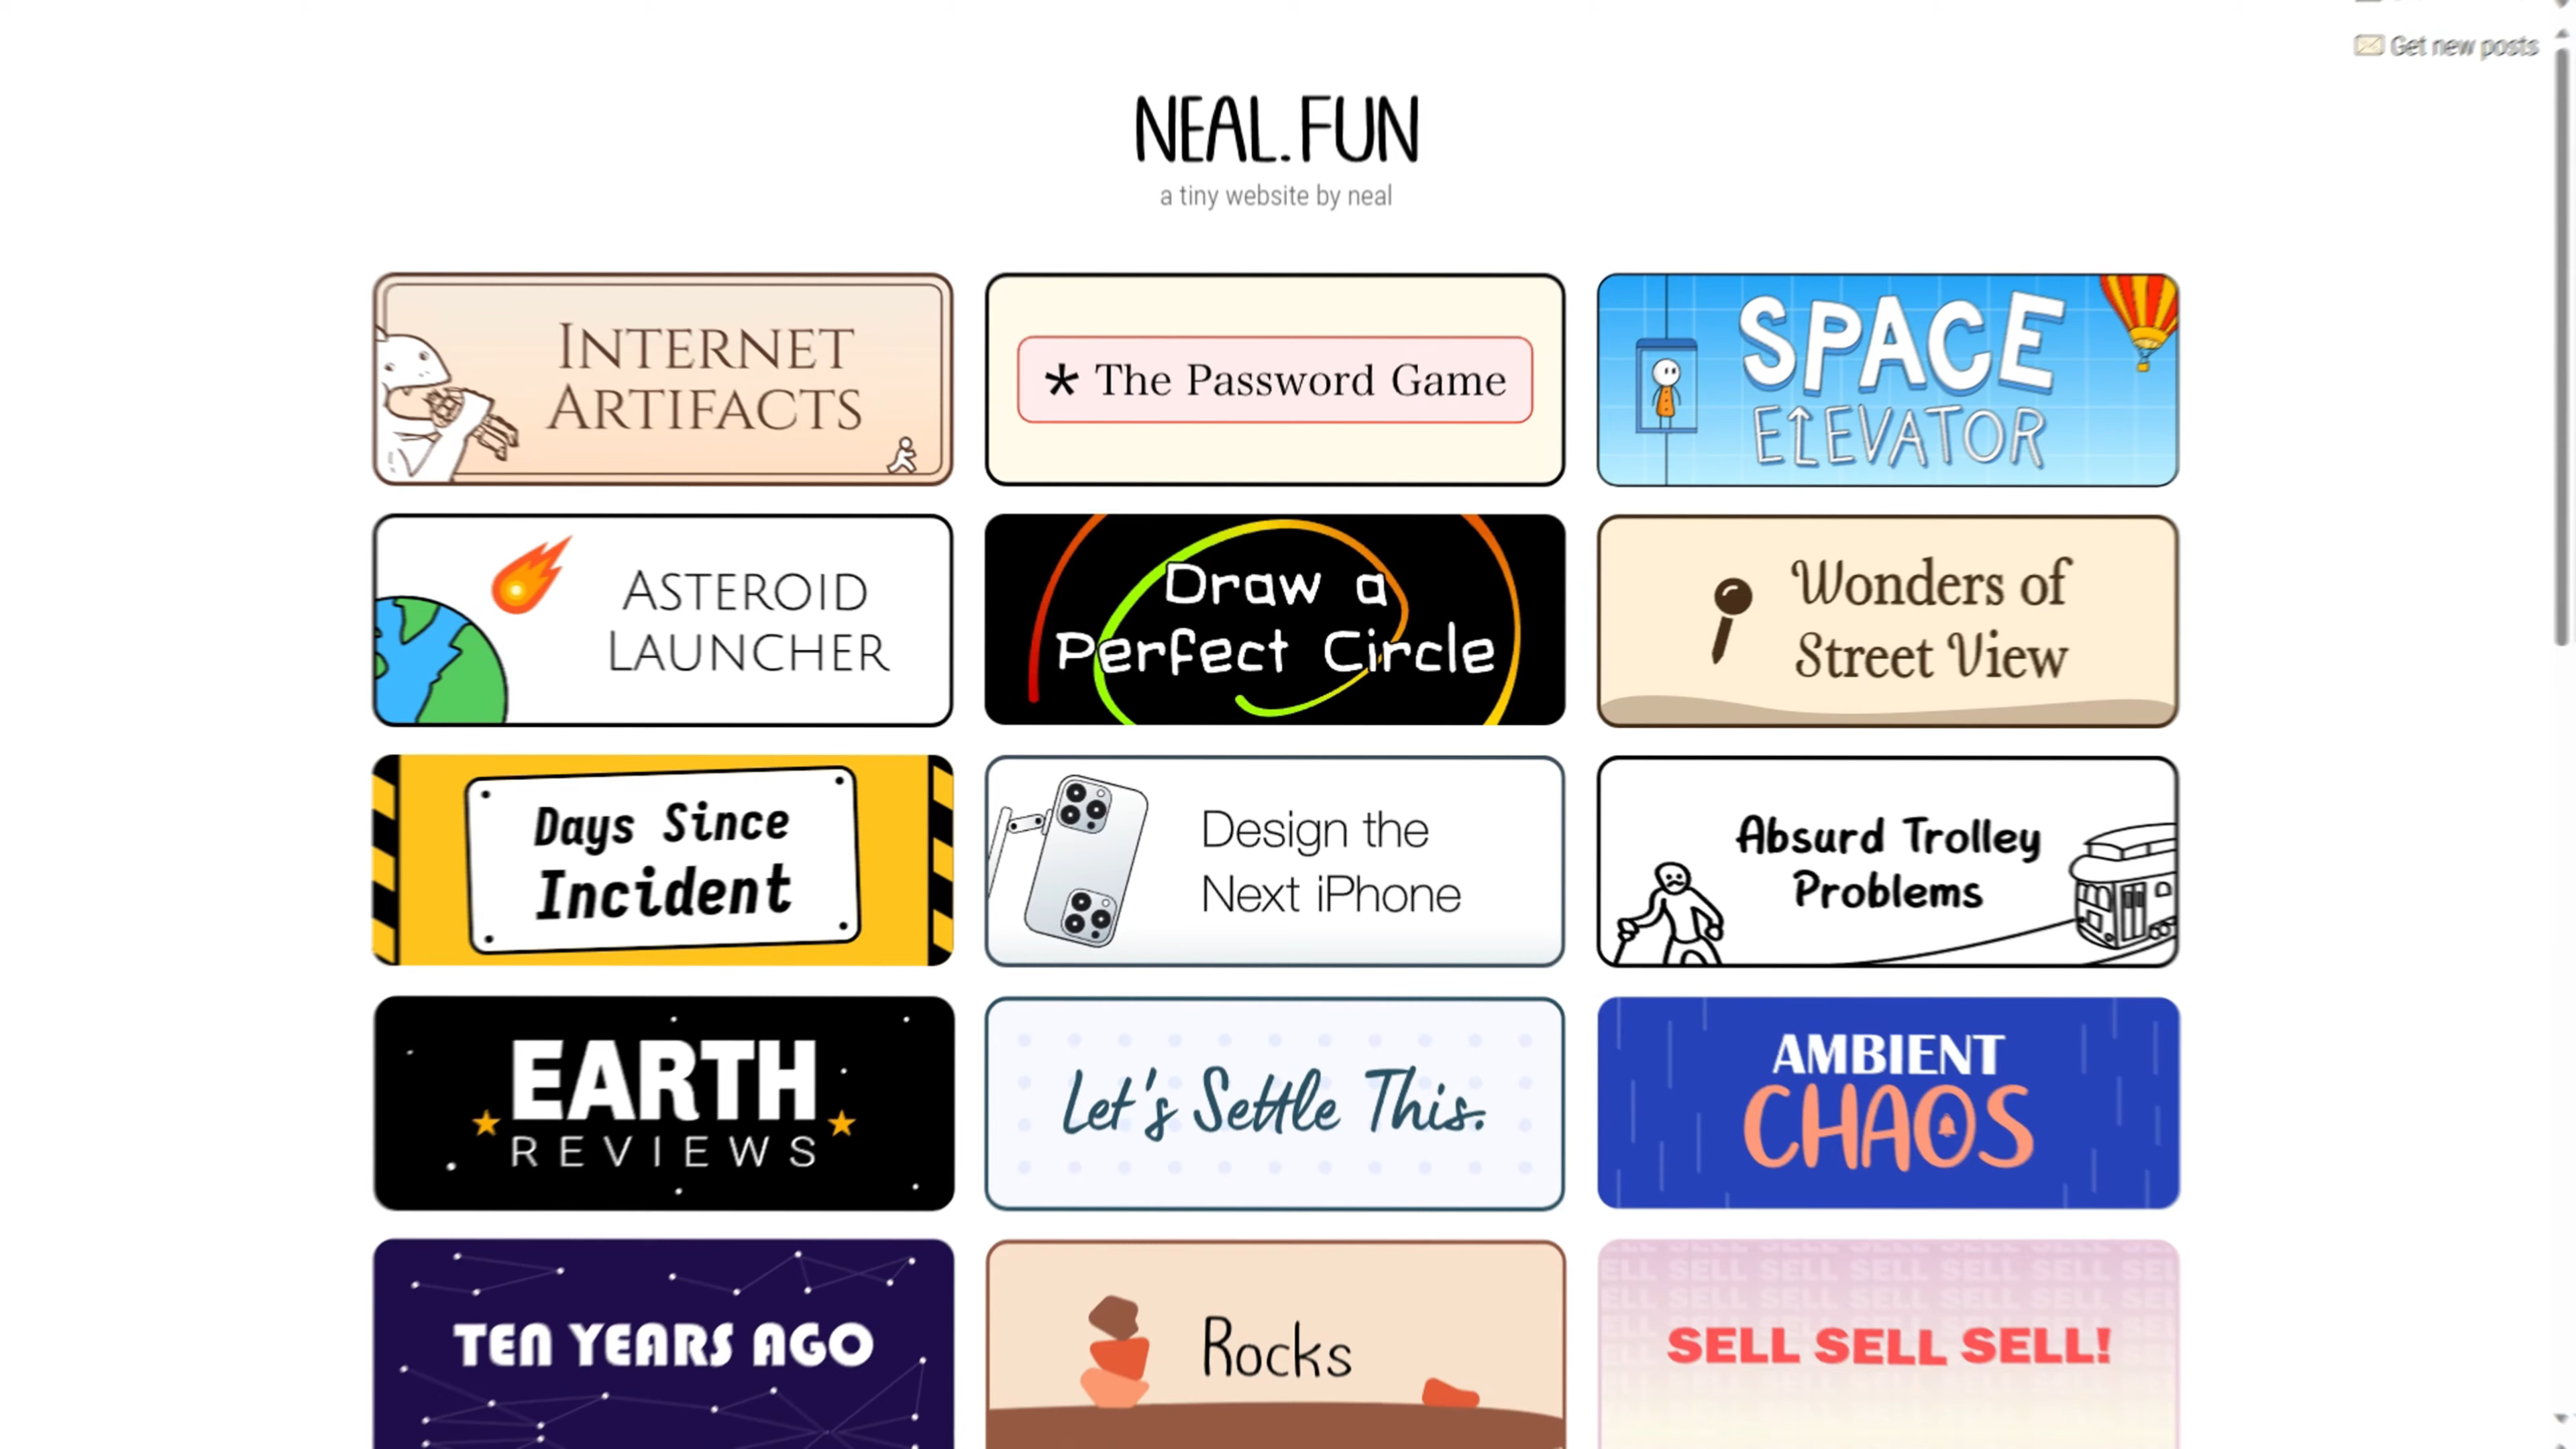 Get new posts
NEAL.FUN
a tiny website by neal
INTERNET
ARTIFACTS
* The Password Game
SPACE
ELEVATOR
ASTEROID
LAUNCHER
Draw a
Perfect Circle
Wonders of
Street View
Days Since
Incident
Design the
Next iPhone
Absurd Trolley
Problems
EARTH
REVIEWS
Let's Settle This.
AMBIENT
CHAOS
TEN YEARS AGO
Rocks
SELL SELL SELL!